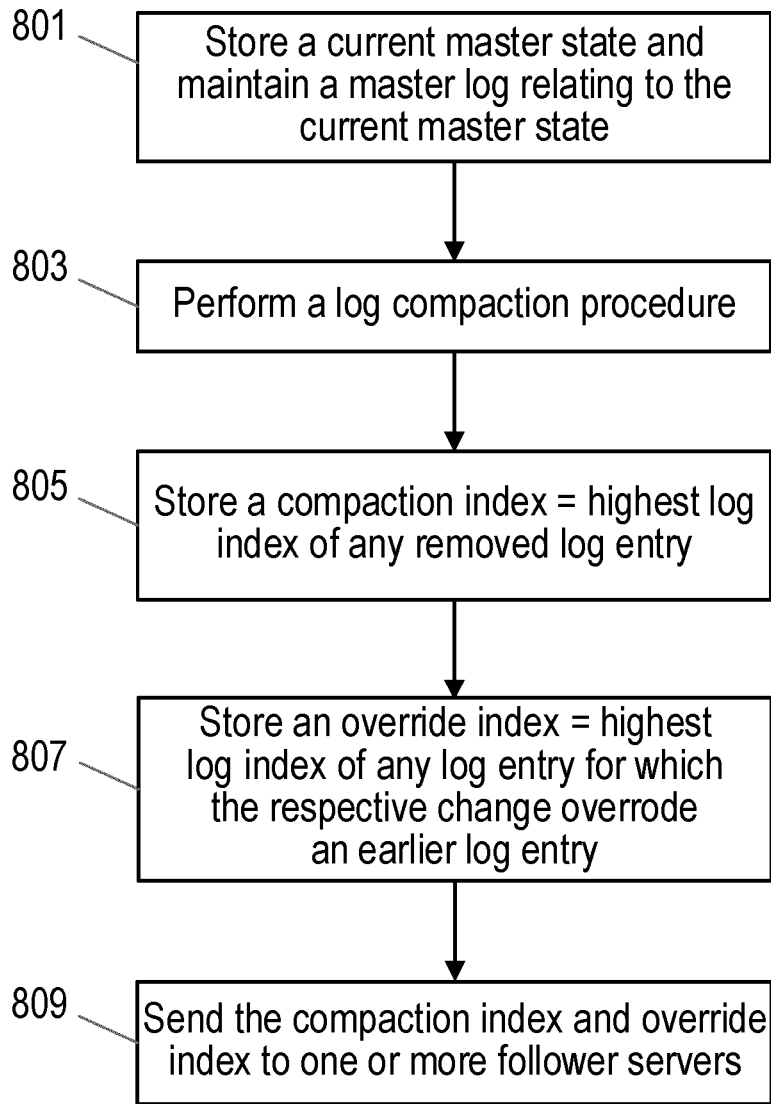 801
Store a current master state and
maintain a master log relating to the
current master state
803
Perform a log compaction procedure
805
Store a compaction index = highest log
index of any removed log entry
807
Store an override index = highest
log index of any log entry for which
the respective change overrode
an earlier log entry
809
Send the compaction index and override
index to one or more follower servers